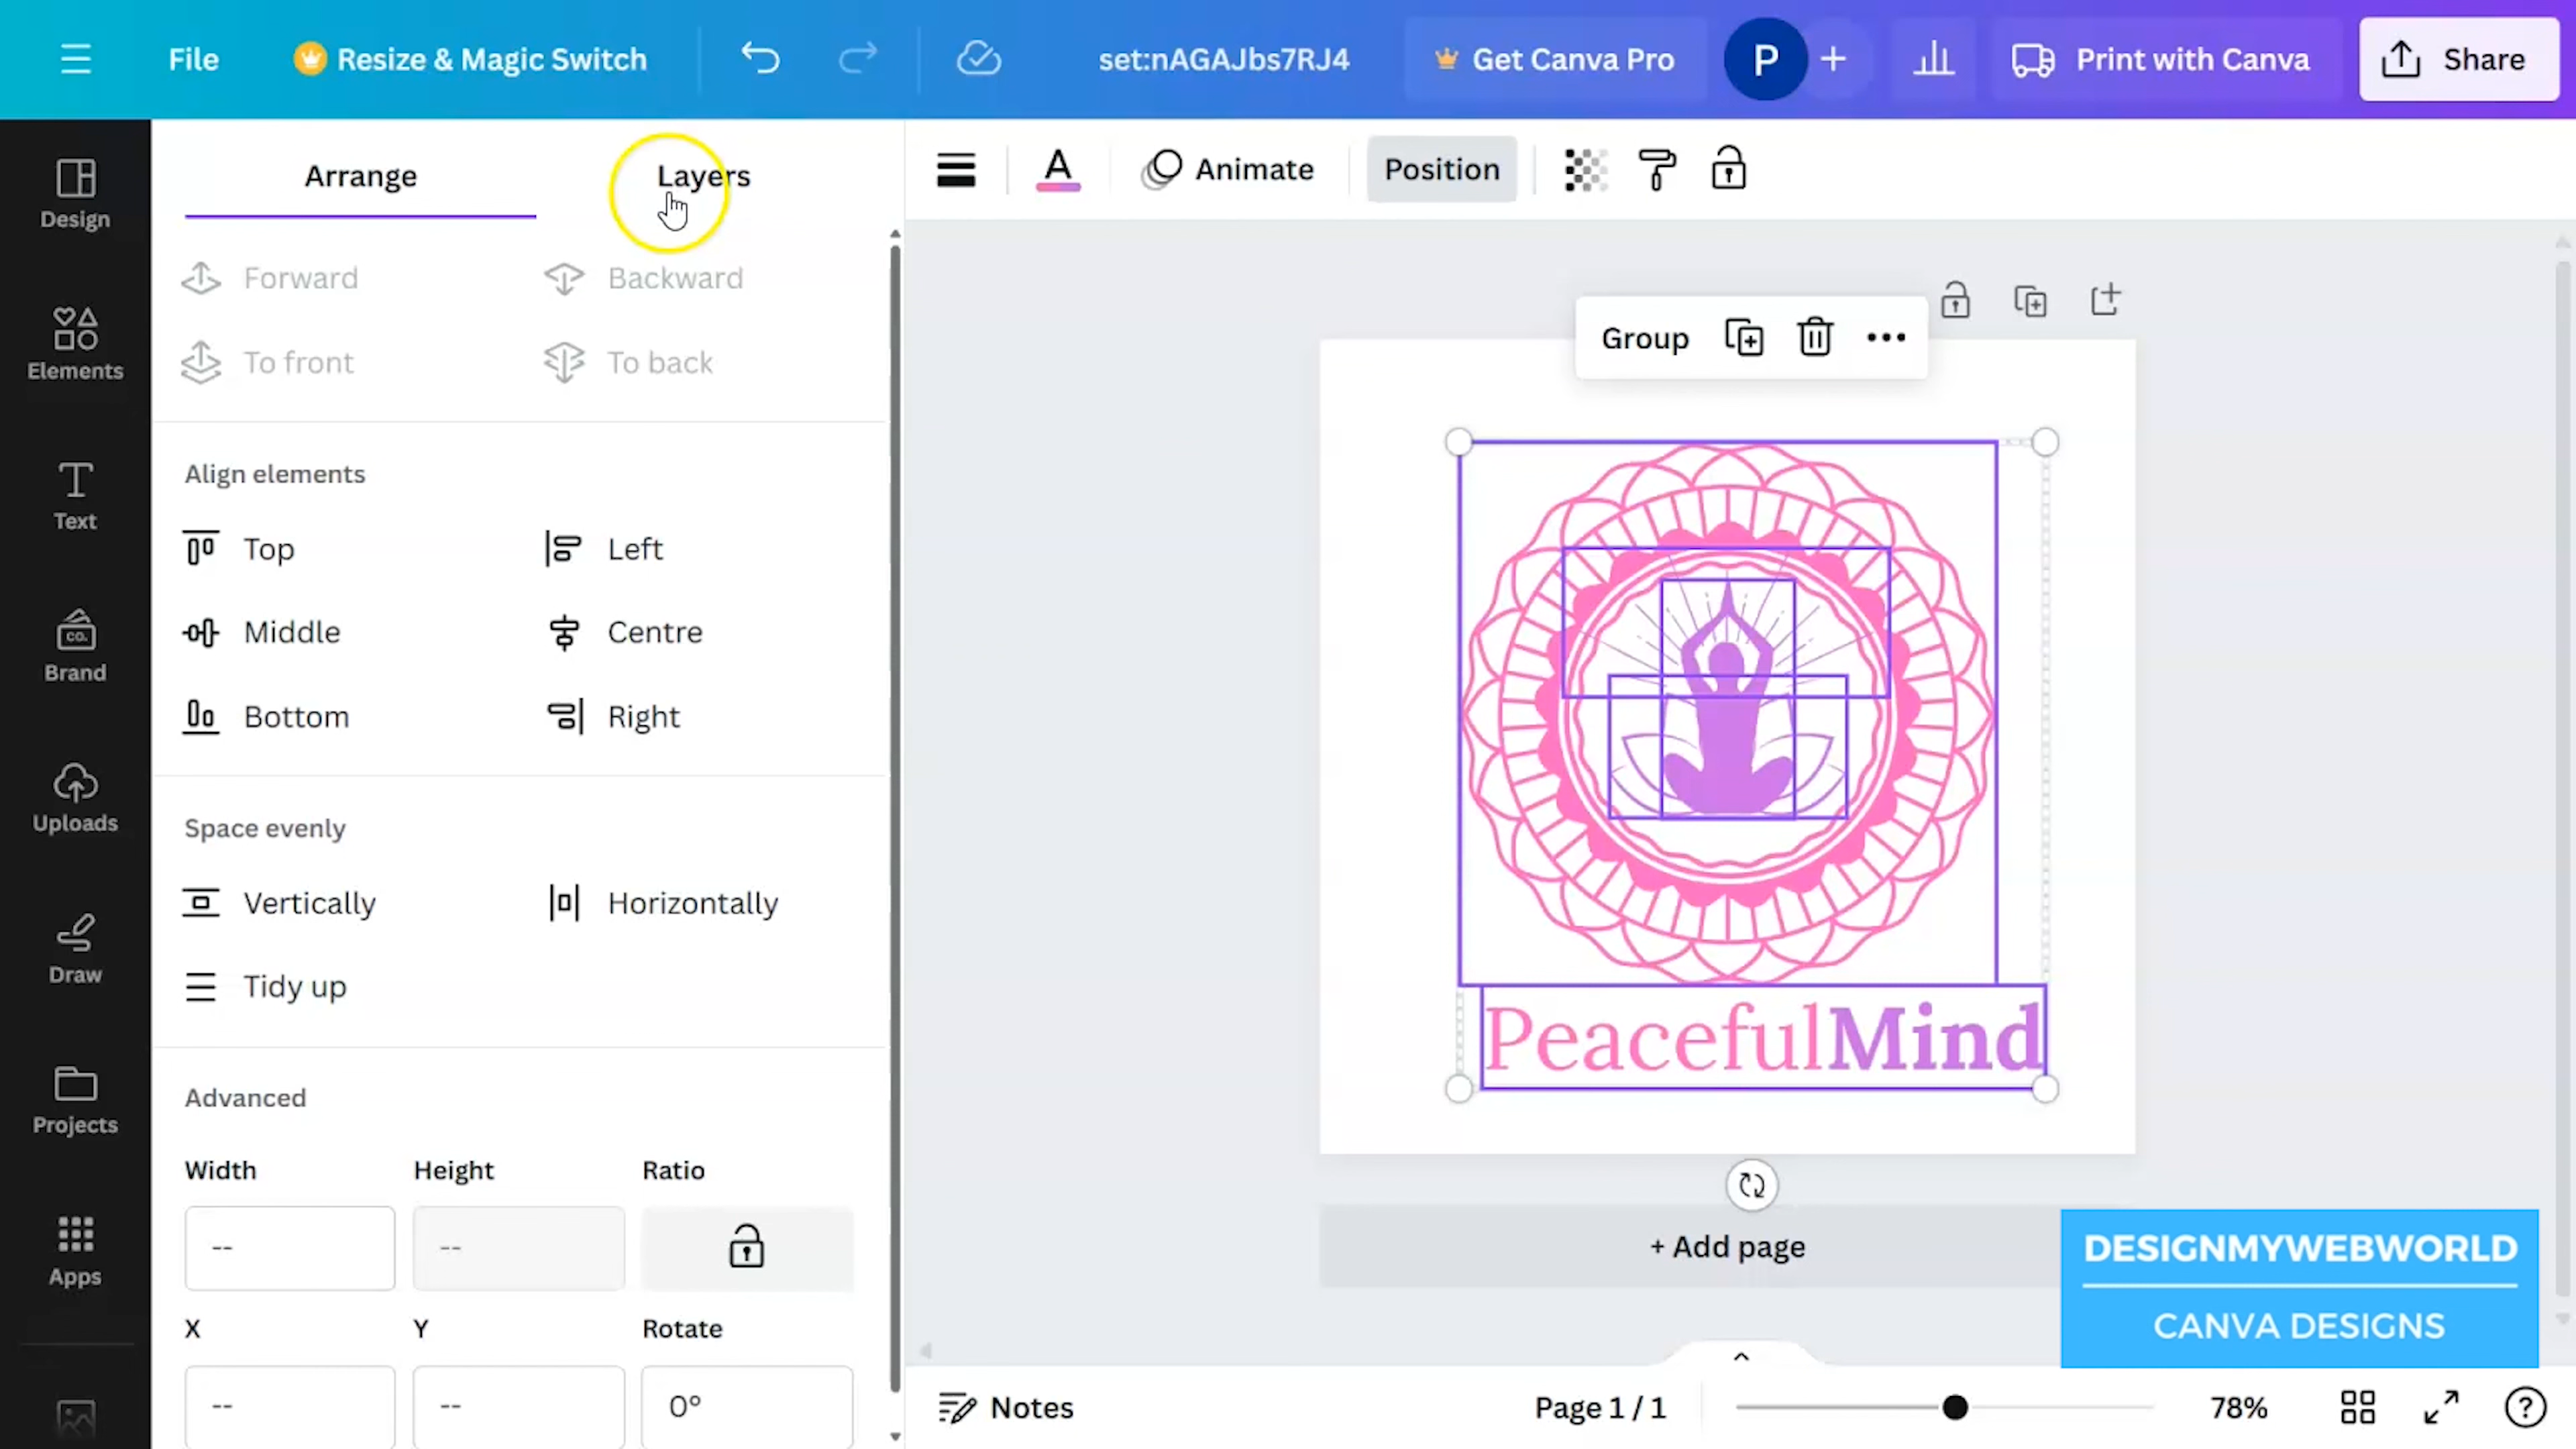 File
Resize & Magic Switch
set:nAGAJbs7RJ4
Get Canva Pro
P
+
Print with Canva
Share
Design
Elements
Text
CO.
Brand
Uploads
Draw
Projects
Apps
Arrange
Layers
Forward
Backward
To front
To back
Align elements
Top
Left
Middle
Centre
Bottom
Right
Space evenly
Vertically
Horizontally
Tidy up
Advanced
Width
Height
Ratio
--
--
X
Y
Rotate
--
--
0°
A
Animate
Position
Group
PeacefulMind
+ Add page
DESIGNMYWEBWORLD
CANVA DESIGNS
Notes
Page 1 / 1
78%
?